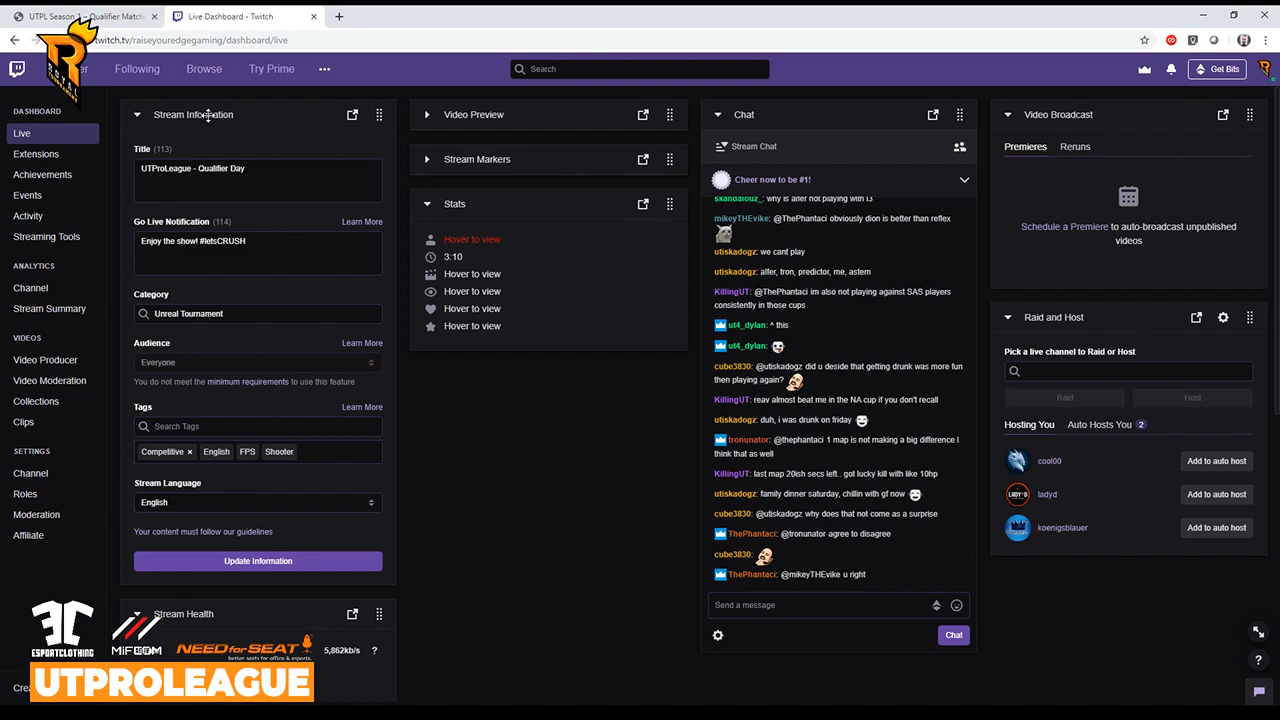 UTPL Season 1 – Qualifier Match
Live Dashboard - Twitch
twitch.tv/raiseyouredgegaming/dashboard/live
ROYAL
Following
Browse
Try Prime
Search
Get Bits
DASHBOARD
Live
Extensions
Achievements
Events
Activity
Streaming Tools
ANALYTICS
Channel
Stream Summary
VIDEOS
Video Producer
Video Moderation
Collections
Clips
SETTINGS
Channel
Roles
Moderation
Affiliate
Stream Information
Title (113)
UTProLeague - Qualifier Day
Go Live Notification (114)
Learn More
Enjoy the show! #letsCRUSH
Category
Unreal Tournament
Audience
Learn More
Everyone
You do not meet the minimum requirements to use this feature
Tags
Learn More
Search Tags
Competitive × English FPS Shooter
Stream Language
English
Your content must follow our guidelines
Update Information
Stream Health
5,862kb/s ?
Video Preview
Stream Markers
Stats
Hover to view
3:10
Hover to view
Hover to view
Hover to view
Hover to view
Chat
Stream Chat
Cheer now to be #1!
skandalouz_: why is alfer not playing with l3
mikeyTHEvike: @ThePhantaci obviously dion is better than reflex
utiskadogz: we cant play
utiskadogz: alfer, tron, predictor, me, astem
KillingUT: @ThePhantaci im also not playing against SAS players
consistently in those cups
ut4_dylan: ^ this
ut4_dylan:
cube3830: @utiskadogz did u deside that getting drunk was more fun
then playing again?
KillingUT: reav almost beat me in the NA cup if you don't recall
utiskadogz: duh, i was drunk on friday
tronunator: @thephantaci 1 map is not making a big difference I
think that as well
KillingUT: last map 20ish secs left.. got lucky kill with like 10hp
utiskadogz: family dinner saturday, chillin with gf now
cube3830: @utiskadogz why does that not come as a surprise
ThePhantaci: @tronunator agree to disagree
cube3830:
ThePhantaci: @mikeyTHEvike u right
Send a message
Chat
Video Broadcast
Premieres
Reruns
Schedule a Premiere to auto-broadcast unpublished
videos
Raid and Host
Pick a live channel to Raid or Host
Raid
Host
Hosting You
Auto Hosts You 2
cool00
Add to auto host
ladyd
Add to auto host
koenigsblauer
Add to auto host
?
ESPORTCLOTHING
MiFCOM
NEEDforSEAT
better seats for office & esports.
UTPROLEAGUE